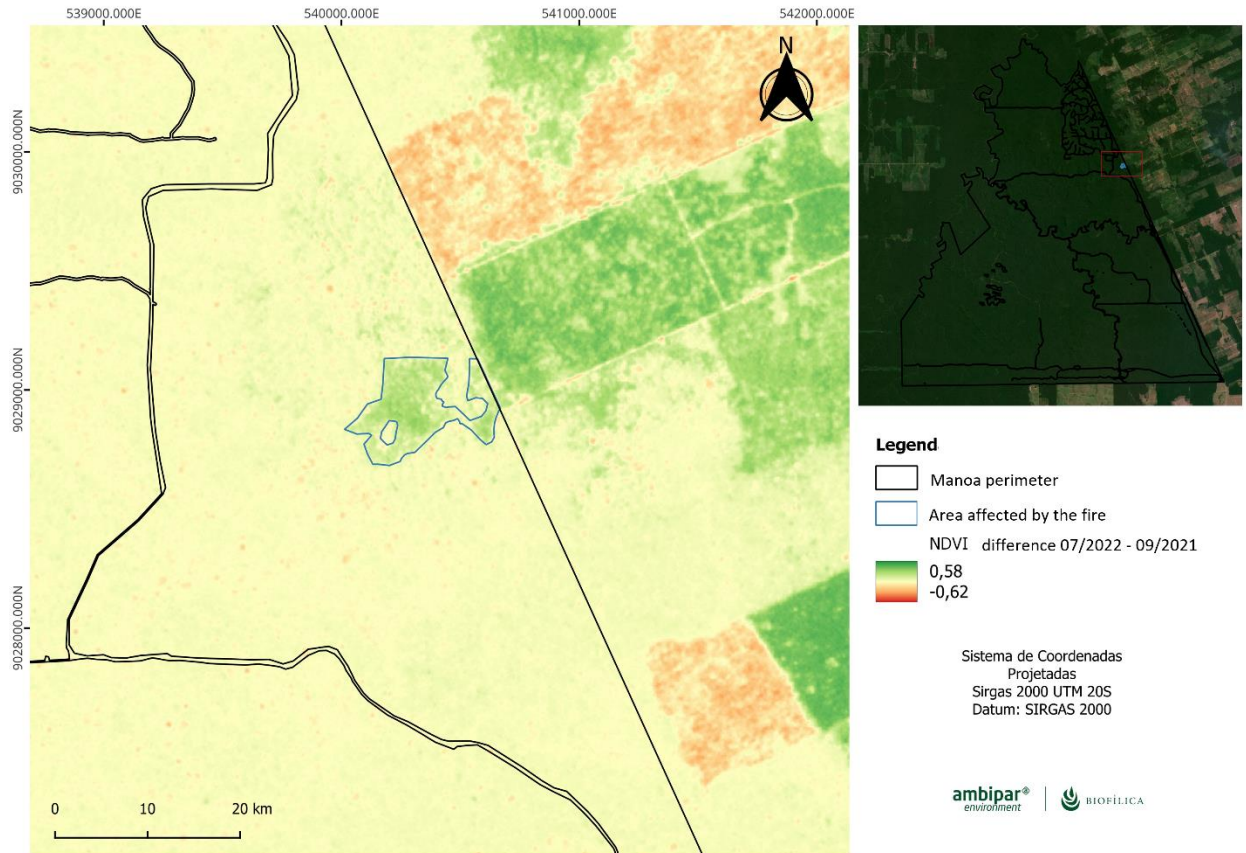 539000.000E
540000.000E
541000.000E
542000.000E
9030000.000N
9029000.000N
9028000.000N
N
0 10 20 km
Legend
Manoa perimeter
Area affected by the fire
NDVI difference 07/2022 - 09/2021
0,58
-0,62
Sistema de Coordenadas
Projetadas
Sirgas 2000 UTM 20S
Datum: SIRGAS 2000
ambipar®
environment
BIOFÍLICA